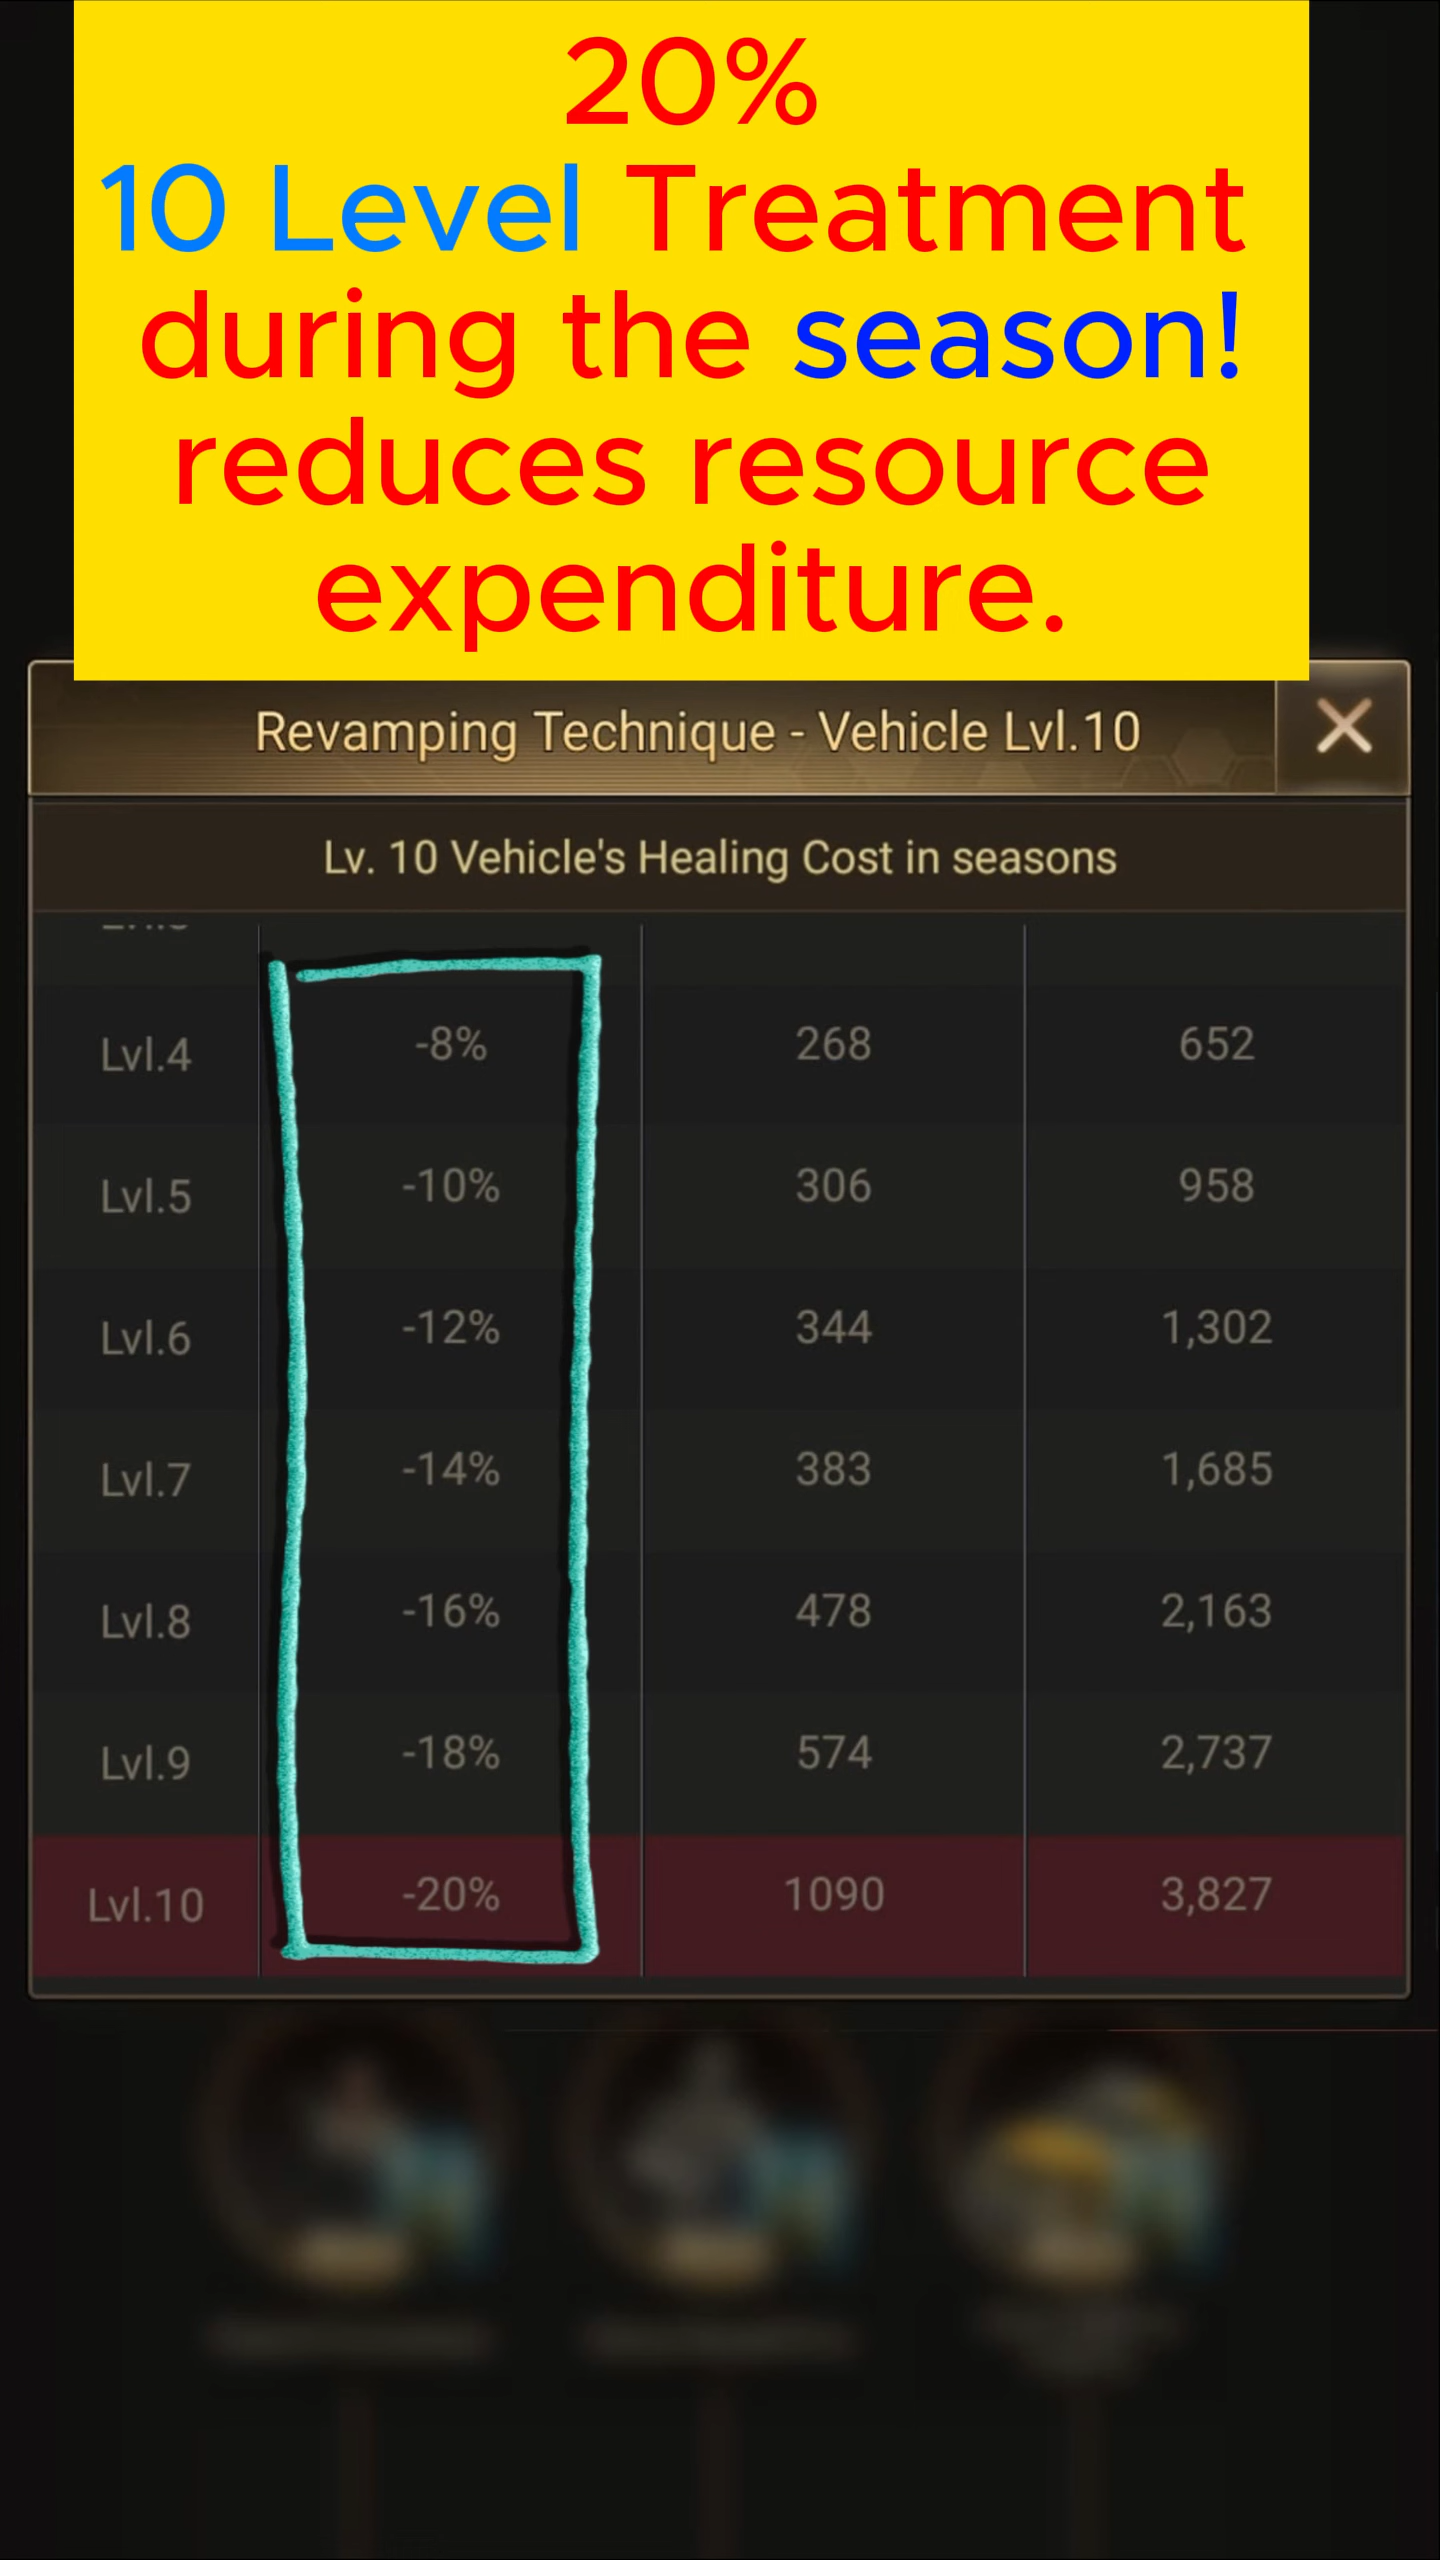 20%
10 Level Treatment
during the season!
reduces resource
expenditure.
Revamping Technique - Vehicle Lvl.10
Lv. 10 Vehicle's Healing Cost in seasons
Lvl.4 -8% 268 652
Lvl.5 -10% 306 958
Lvl.6 -12% 344 1,302
Lvl.7 -14% 383 1,685
Lvl.8 -16% 478 2,163
Lvl.9 -18% 574 2,737
Lvl.10 -20% 1090 3,827